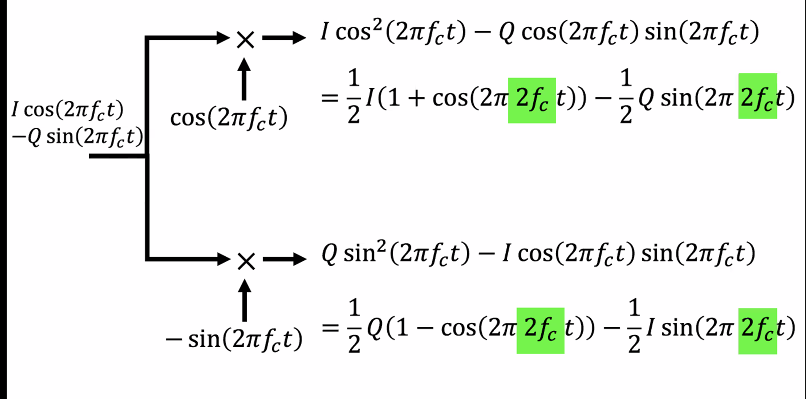 I cos²(2πf_c t) − Q cos(2πf_c t) sin(2πf_c t)
= 1/2 I(1 + cos(2π 2f_c t)) − 1/2 Q sin(2π 2f_c t)
×
cos(2πf_c t)
I cos(2πf_c t)
−Q sin(2πf_c t)
Q sin²(2πf_c t) − I cos(2πf_c t) sin(2πf_c t)
×
= 1/2 Q(1 − cos(2π 2f_c t)) − 1/2 I sin(2π 2f_c t)
− sin(2πf_c t)